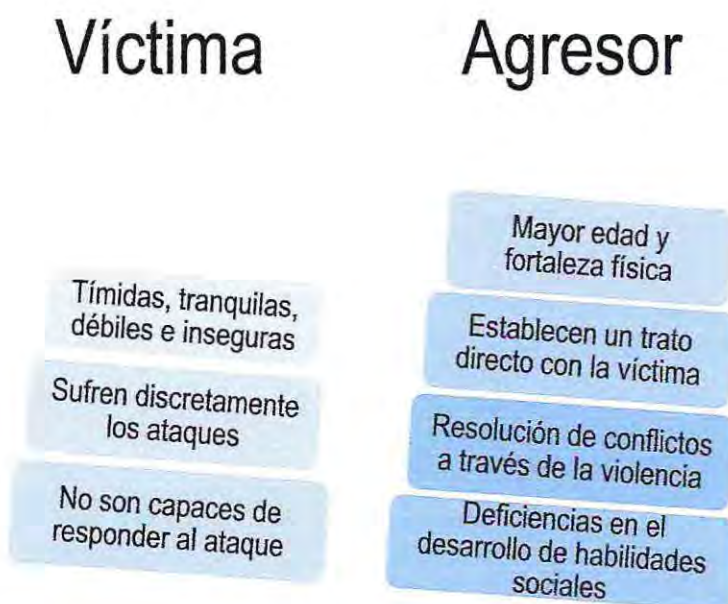 Víctima
Agresor
Tímidas, tranquilas,
débiles e inseguras
Sufren discretamente
los ataques
No son capaces de
responder al ataque
Mayor edad y
fortaleza física
Establecen un trato
directo con la víctima
Resolución de conflictos
a través de la violencia
Deficiencias en el
desarrollo de habilidades
sociales